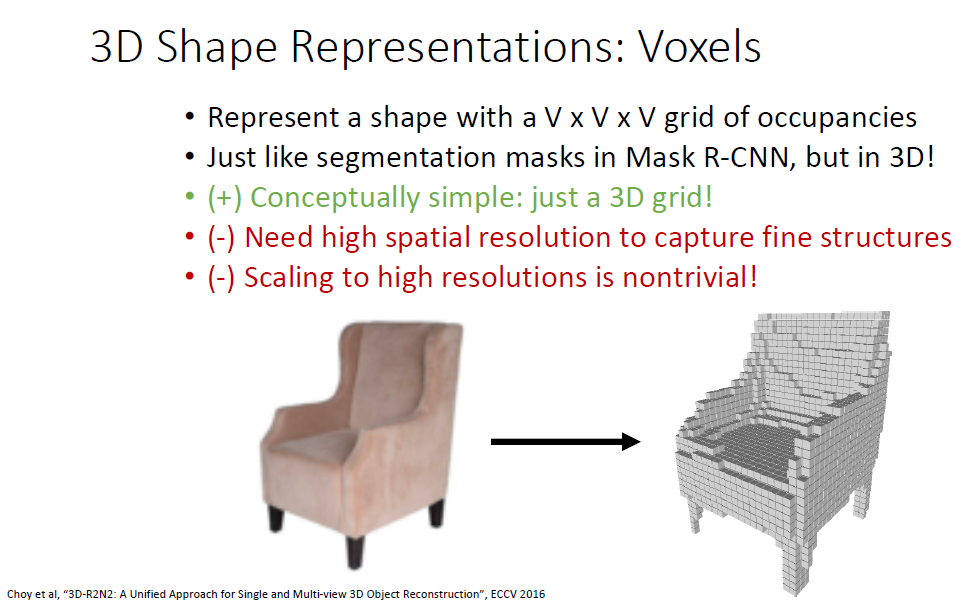 3D Shape Representations: Voxels
• Represent a shape with a V x V x V grid of occupancies
• Just like segmentation masks in Mask R-CNN, but in 3D!
• (+) Conceptually simple: just a 3D grid!
• (-) Need high spatial resolution to capture fine structures
• (-) Scaling to high resolutions is nontrivial!
Choy et al, “3D-R2N2: A Unified Approach for Single and Multi-view 3D Object Reconstruction”, ECCV 2016